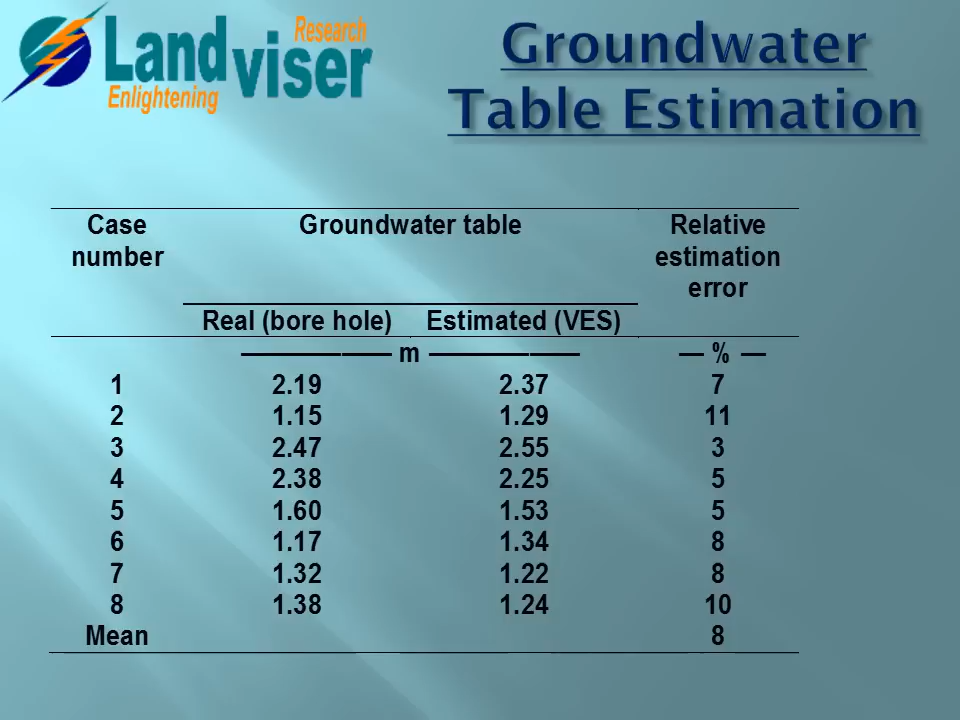 Research
Land viser
Enlightening
Groundwater
Table Estimation
Case number Groundwater table Relative estimation error
Real (bore hole) Estimated (VES)
m — % —
1 2.19 2.37 7
2 1.15 1.29 11
3 2.47 2.55 3
4 2.38 2.25 5
5 1.60 1.53 5
6 1.17 1.34 8
7 1.32 1.22 8
8 1.38 1.24 10
Mean 8